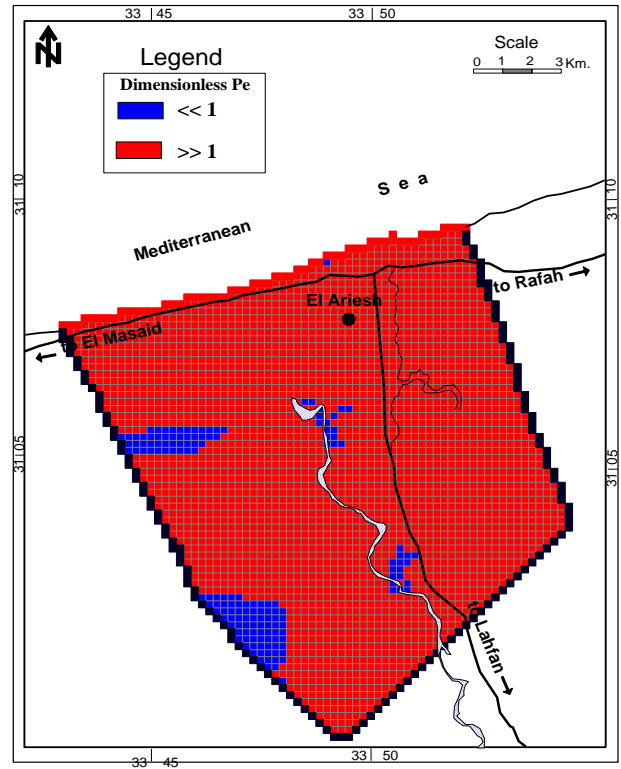 33 45
33 50
N
Legend
Dimensionless Pe
<< 1
>> 1
Scale
0 1 2 3 Km.
31 10
31 10
Sea
Mediterranean
to Rafah
El Ariesh
to El Masaid
31 05
31 05
to Lahfan
33 45
33 50